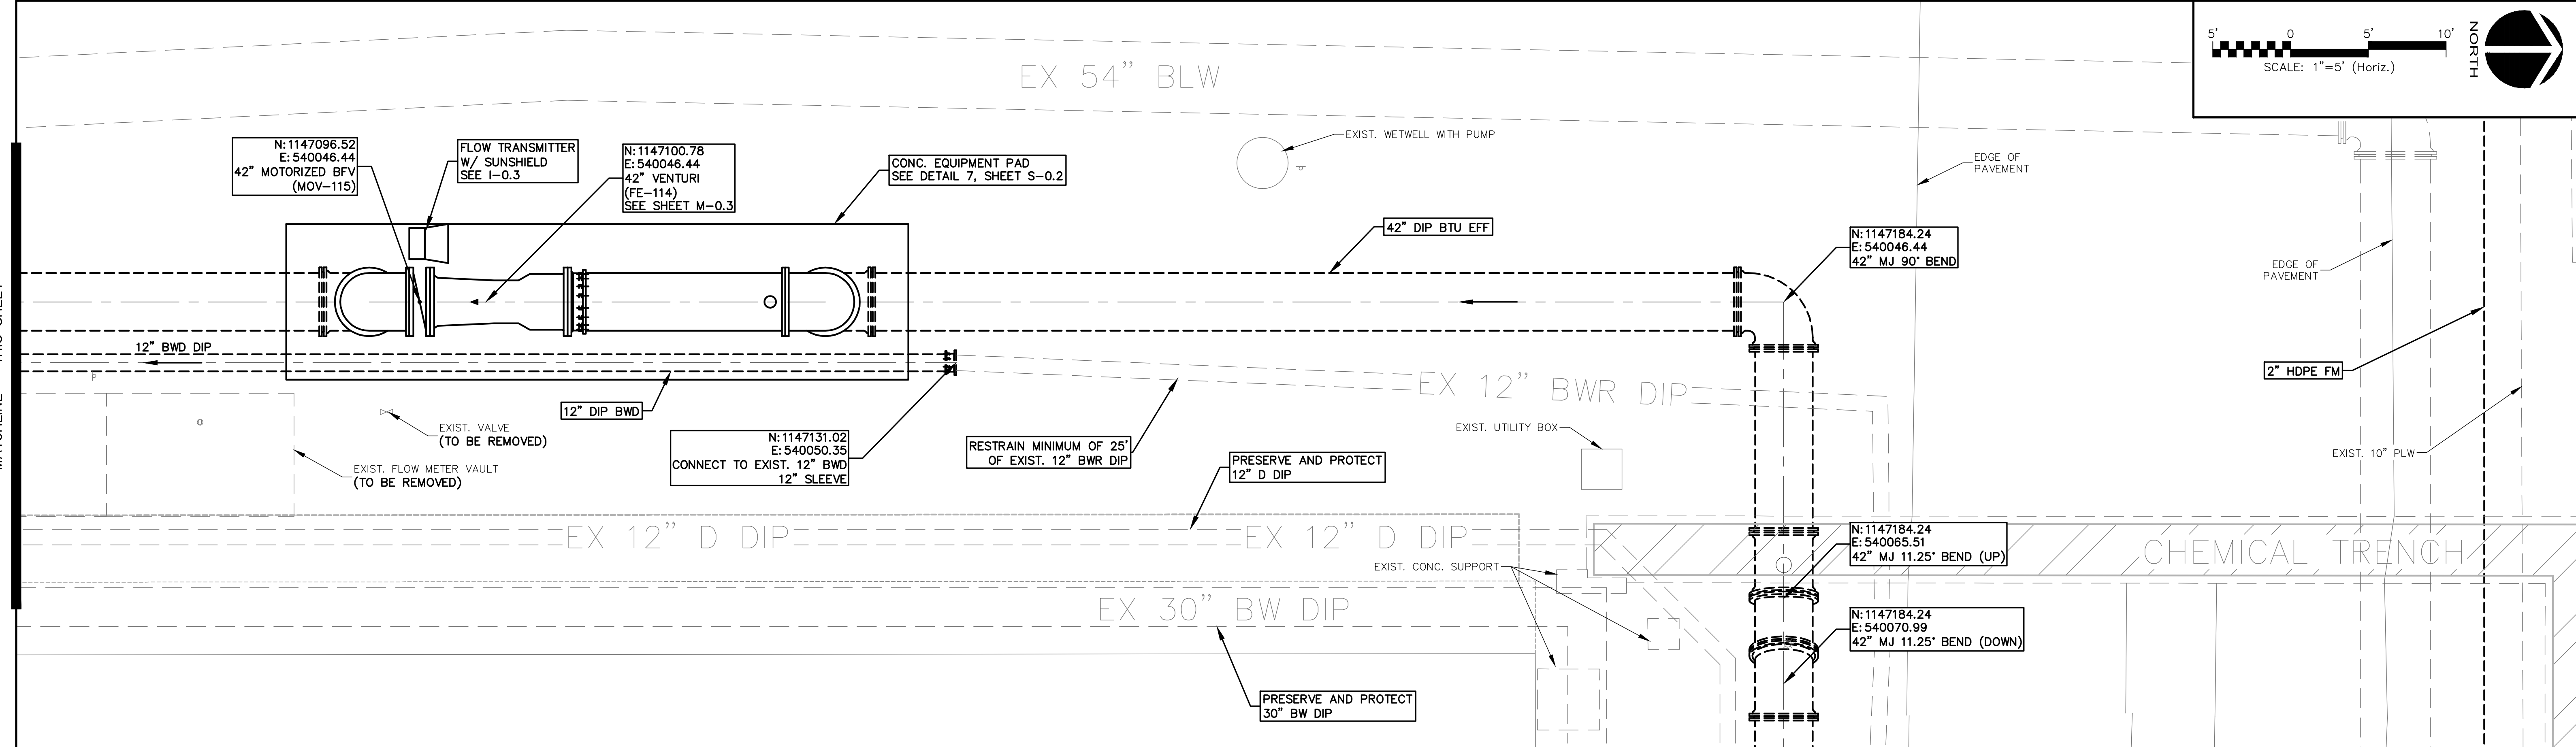 5' 0 5' 10'
SCALE: 1"=5' (Horiz.)
NORTH
EX 54" BLW
N: 1147096.52
E: 540046.44
42" MOTORIZED BFV
(MOV-115)
FLOW TRANSMITTER
W/ SUNSHIELD
SEE I-0.3
N: 1147100.78
E: 540046.44
42" VENTURI
(FE-114)
SEE SHEET M-0.3
CONC. EQUIPMENT PAD
SEE DETAIL 7, SHEET S-0.2
EXIST. WETWELL WITH PUMP
EDGE OF
PAVEMENT
42" DIP BTU EFF
N: 1147184.24
E: 540046.44
42" MJ 90° BEND
EDGE OF
PAVEMENT
12" BWD DIP
P
12" DIP BWD
EXIST. VALVE
(TO BE REMOVED)
EXIST. FLOW METER VAULT
(TO BE REMOVED)
N: 1147131.02
E: 540050.35
CONNECT TO EXIST. 12" BWD
12" SLEEVE
RESTRAIN MINIMUM OF 25'
OF EXIST. 12" BWR DIP
EX 12" BWR DIP
2" HDPE FM
EXIST. UTILITY BOX
EXIST. 10" PLW
PRESERVE AND PROTECT
12" D DIP
EX 12" D DIP
EX 12" D DIP
EXIST. CONC. SUPPORT
N: 1147184.24
E: 540065.51
42" MJ 11.25° BEND (UP)
CHEMICAL TRENCH
EX 30" BW DIP
N: 1147184.24
E: 540070.99
42" MJ 11.25° BEND (DOWN)
PRESERVE AND PROTECT
30" BW DIP